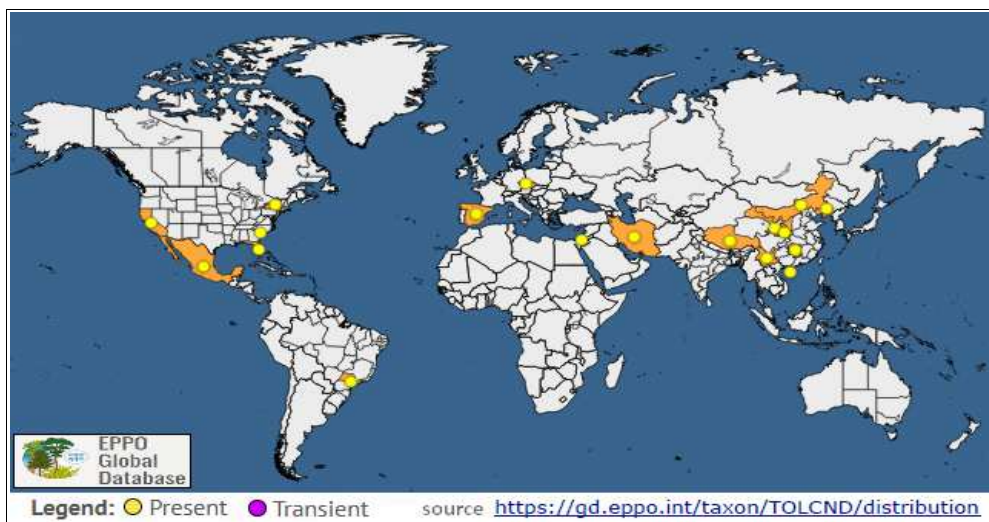 EPPO
Global
Database
Legend: Present Transient source https://gd.eppo.int/taxon/TOLCND/distribution